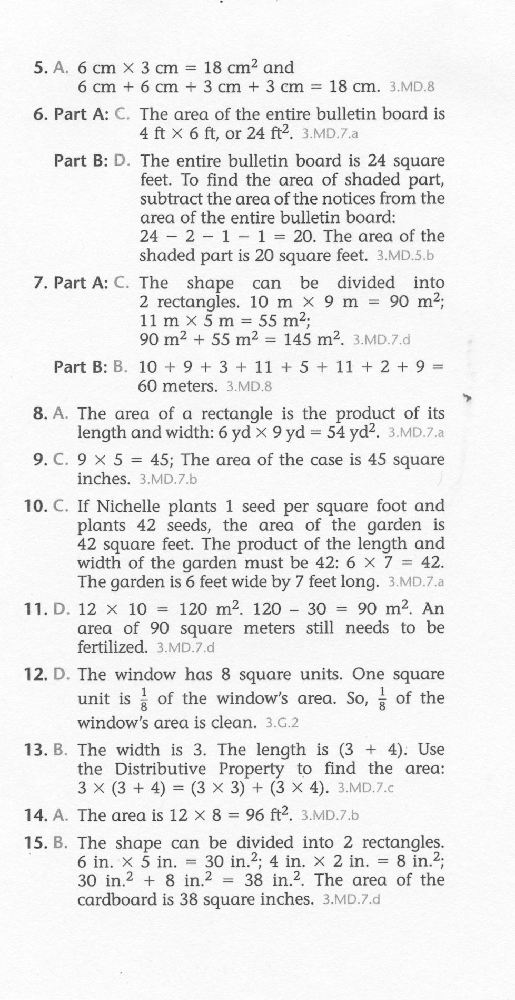 5. A. 6 cm × 3 cm = 18 cm² and
6 cm + 6 cm + 3 cm + 3 cm = 18 cm. 3.MD.8
6. Part A: C. The area of the entire bulletin board is
4 ft × 6 ft, or 24 ft². 3.MD.7.a
Part B: D. The entire bulletin board is 24 square
feet. To find the area of shaded part,
subtract the area of the notices from the
area of the entire bulletin board:
24 − 2 − 1 − 1 = 20. The area of the
shaded part is 20 square feet. 3.MD.5.b
7. Part A: C. The shape can be divided into
2 rectangles. 10 m × 9 m = 90 m²;
11 m × 5 m = 55 m²;
90 m² + 55 m² = 145 m². 3.MD.7.d
Part B: B. 10 + 9 + 3 + 11 + 5 + 11 + 2 + 9 =
60 meters. 3.MD.8
8. A. The area of a rectangle is the product of its
length and width: 6 yd × 9 yd = 54 yd². 3.MD.7.a
9. C. 9 × 5 = 45; The area of the case is 45 square
inches. 3.MD.7.b
10. C. If Nichelle plants 1 seed per square foot and
plants 42 seeds, the area of the garden is
42 square feet. The product of the length and
width of the garden must be 42: 6 × 7 = 42.
The garden is 6 feet wide by 7 feet long. 3.MD.7.a
11. D. 12 × 10 = 120 m². 120 − 30 = 90 m². An
area of 90 square meters still needs to be
fertilized. 3.MD.7.d
12. D. The window has 8 square units. One square
unit is 1/8 of the window's area. So, 1/8 of the
window's area is clean. 3.G.2
13. B. The width is 3. The length is (3 + 4). Use
the Distributive Property to find the area:
3 × (3 + 4) = (3 × 3) + (3 × 4). 3.MD.7.c
14. A. The area is 12 × 8 = 96 ft². 3.MD.7.b
15. B. The shape can be divided into 2 rectangles.
6 in. × 5 in. = 30 in.²; 4 in. × 2 in. = 8 in.²;
30 in.² + 8 in.² = 38 in.². The area of the
cardboard is 38 square inches. 3.MD.7.d